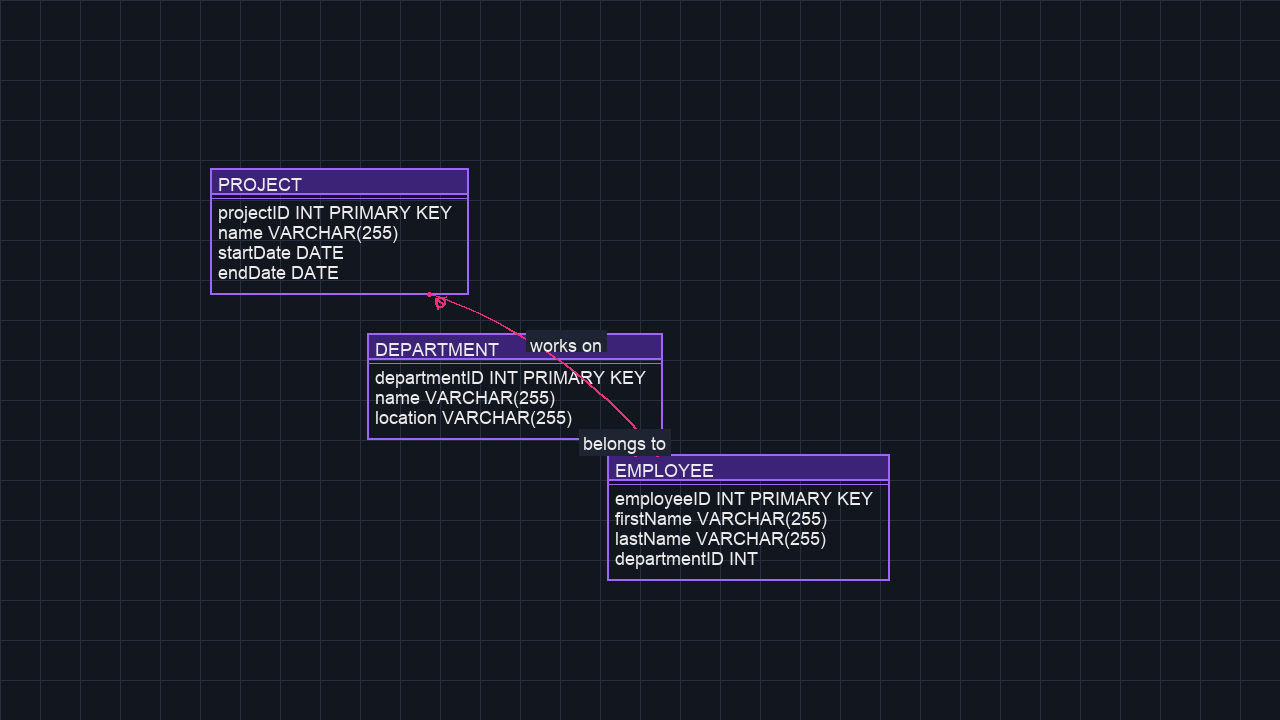 PROJECT
projectID INT PRIMARY KEY
name VARCHAR(255)
startDate DATE
endDate DATE
DEPARTMENT
works on
departmentID INT PRIMARY KEY
name VARCHAR(255)
location VARCHAR(255)
belongs to
EMPLOYEE
employeeID INT PRIMARY KEY
firstName VARCHAR(255)
lastName VARCHAR(255)
departmentID INT